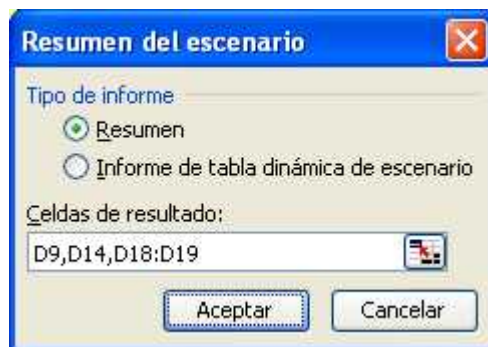 Resumen del escenario
Tipo de informe
Resumen
Informe de tabla dinámica de escenario
Celdas de resultado:
D9,D14,D18:D19
Aceptar Cancelar